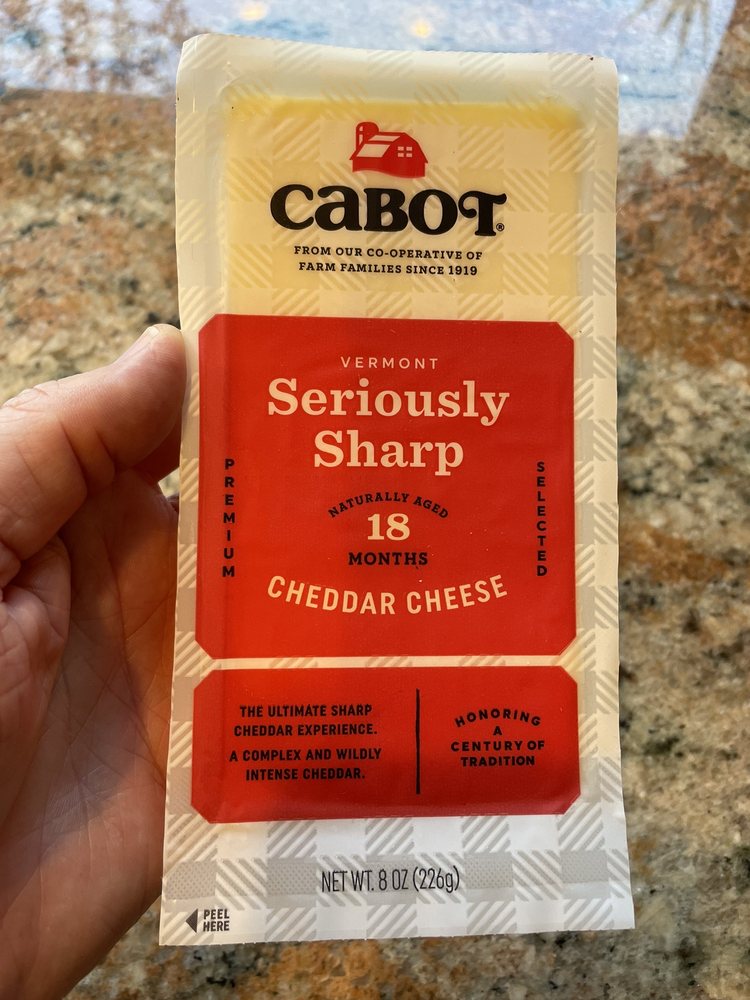 CABOT®
FROM OUR CO-OPERATIVE OF
FARM FAMILIES SINCE 1919
VERMONT
Seriously
Sharp
PREMIUM
NATURALLY AGED
18
MONTHS
SELECTED
CHEDDAR CHEESE
THE ULTIMATE SHARP
CHEDDAR EXPERIENCE.
A COMPLEX AND WILDLY
INTENSE CHEDDAR.
HONORING
A
CENTURY OF
TRADITION
NET WT. 8 OZ (226g)
PEEL
HERE